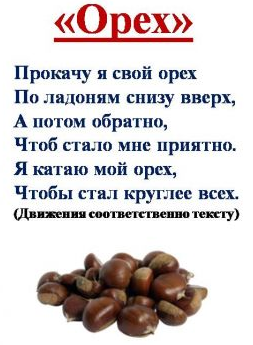 «Орех»
Прокачу я свой орех
По ладоням снизу вверх,
А потом обратно,
Чтоб стало мне приятно.
Я катаю мой орех,
Чтобы стал круглее всех.
(Движения соответственно тексту)